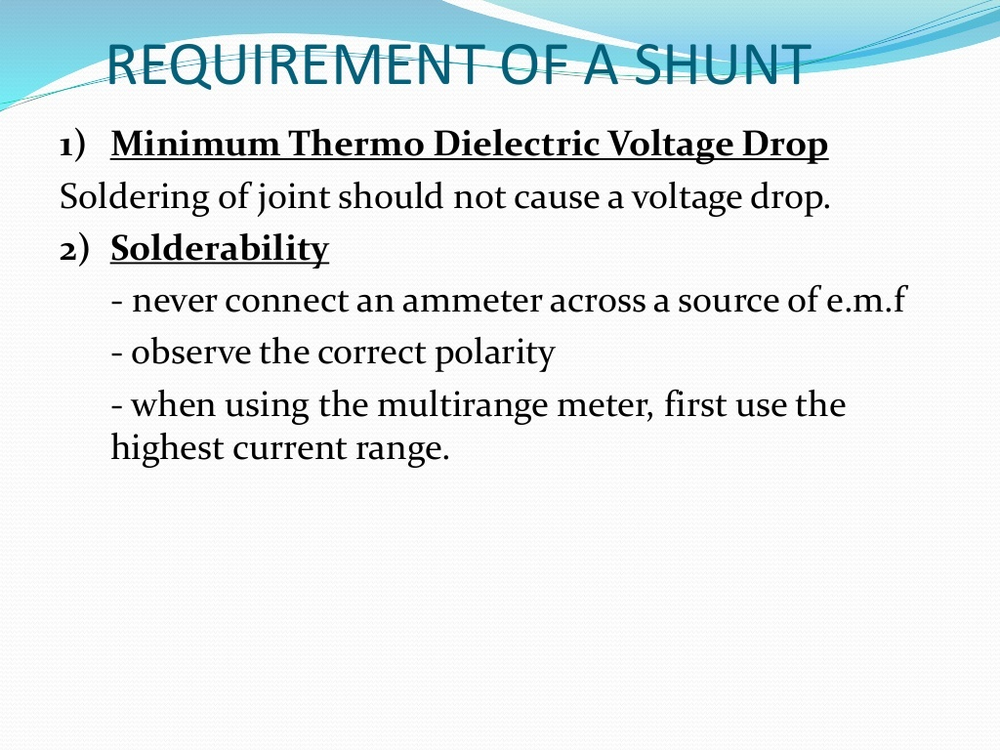 REQUIREMENT OF A SHUNT
1) Minimum Thermo Dielectric Voltage Drop
Soldering of joint should not cause a voltage drop.
2) Solderability
- never connect an ammeter across a source of e.m.f
- observe the correct polarity
- when using the multirange meter, first use the
highest current range.